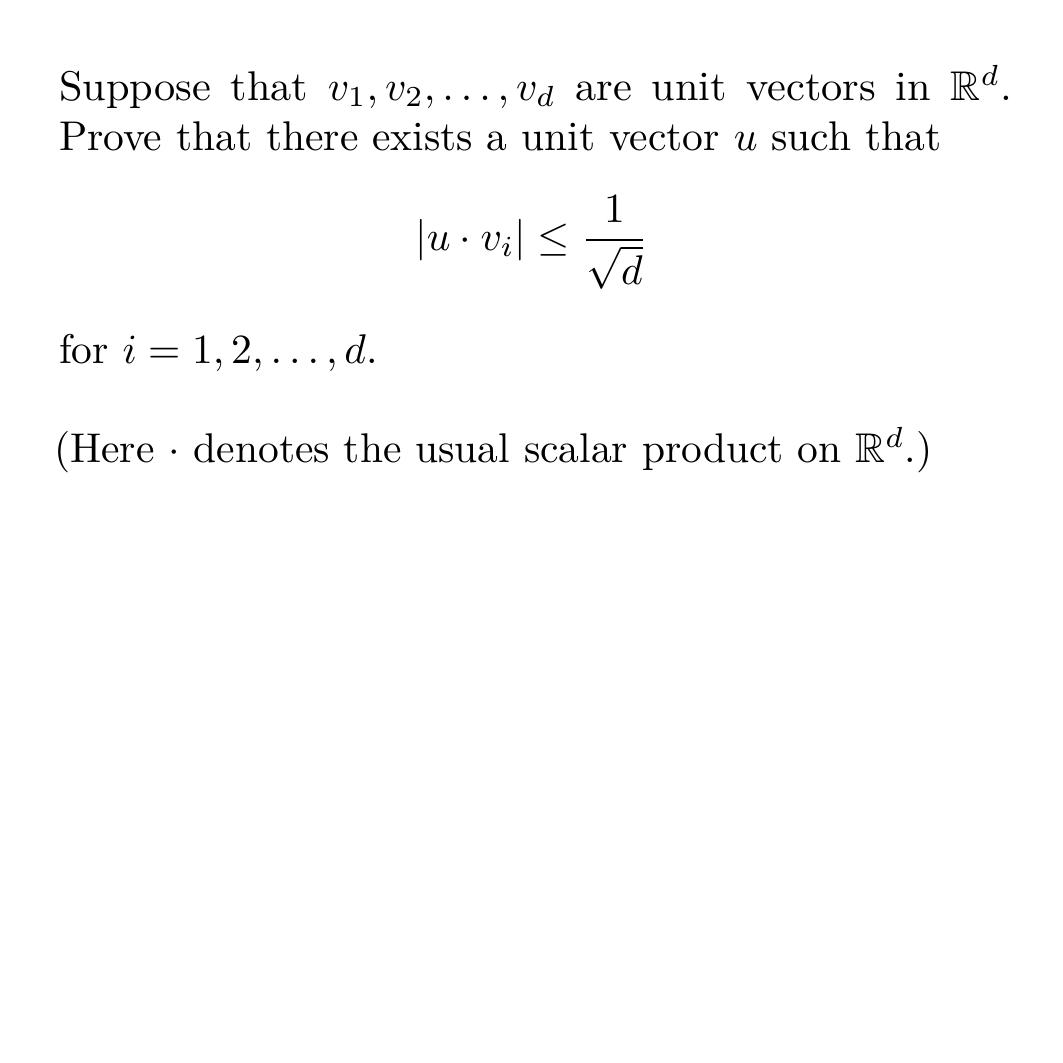 Suppose that $v_1, v_2, \ldots, v_d$ are unit vectors in $\mathbb{R}^d$.
Prove that there exists a unit vector $u$ such that
$$|u \cdot v_i| \leq \frac{1}{\sqrt{d}}$$
for $i = 1, 2, \ldots, d$.
(Here $\cdot$ denotes the usual scalar product on $\mathbb{R}^d$.)